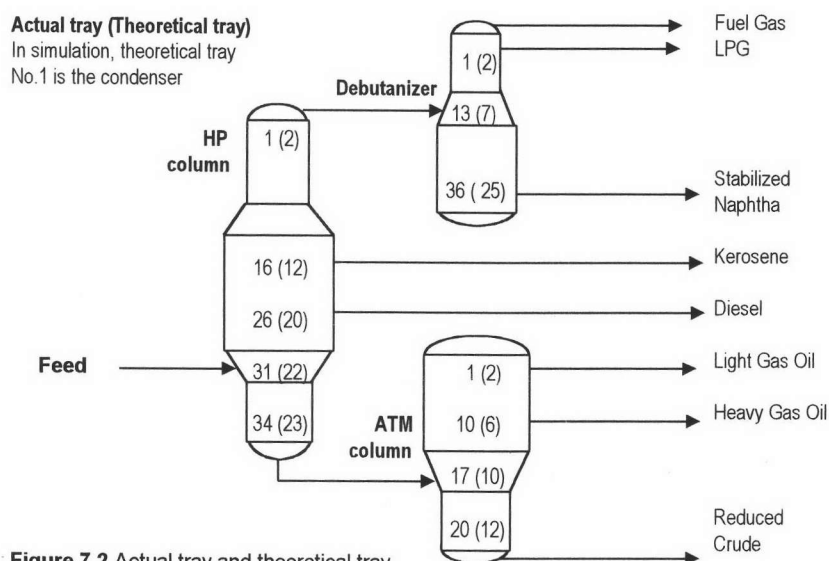 Actual tray (Theoretical tray)
In simulation, theoretical tray
No.1 is the condenser
Fuel Gas
LPG
1 (2)
Debutanizer
13 (7)
HP
column
1 (2)
36 ( 25)
Stabilized
Naphtha
16 (12)
Kerosene
26 (20)
Diesel
Feed
31 (22)
1 (2)
Light Gas Oil
34 (23)
ATM
column
10 (6)
Heavy Gas Oil
17 (10)
20 (12)
Reduced
Crude
Figure 7.2 Actual tray and theoretical tray